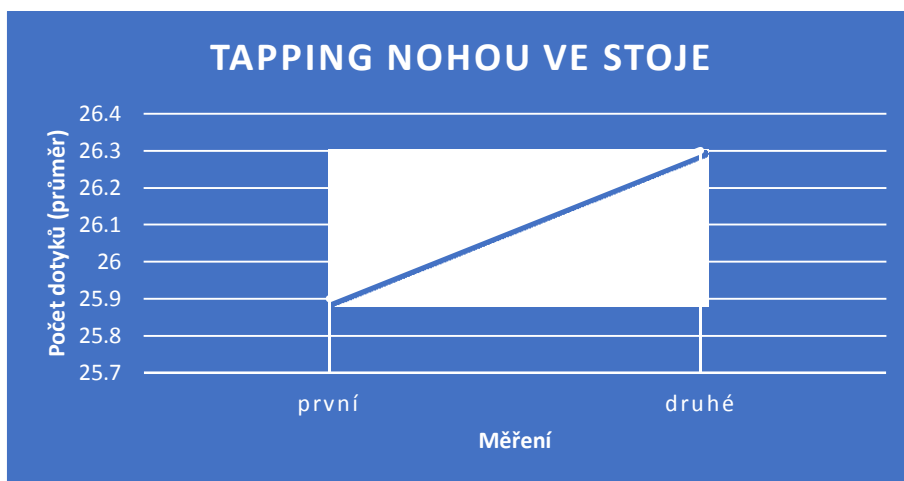 TAPPING NOHOU VE STOJE
Počet dotyků (průměr)
26.4
26.3
26.2
26.1
26
25.9
25.8
25.7
první druhé
Měření